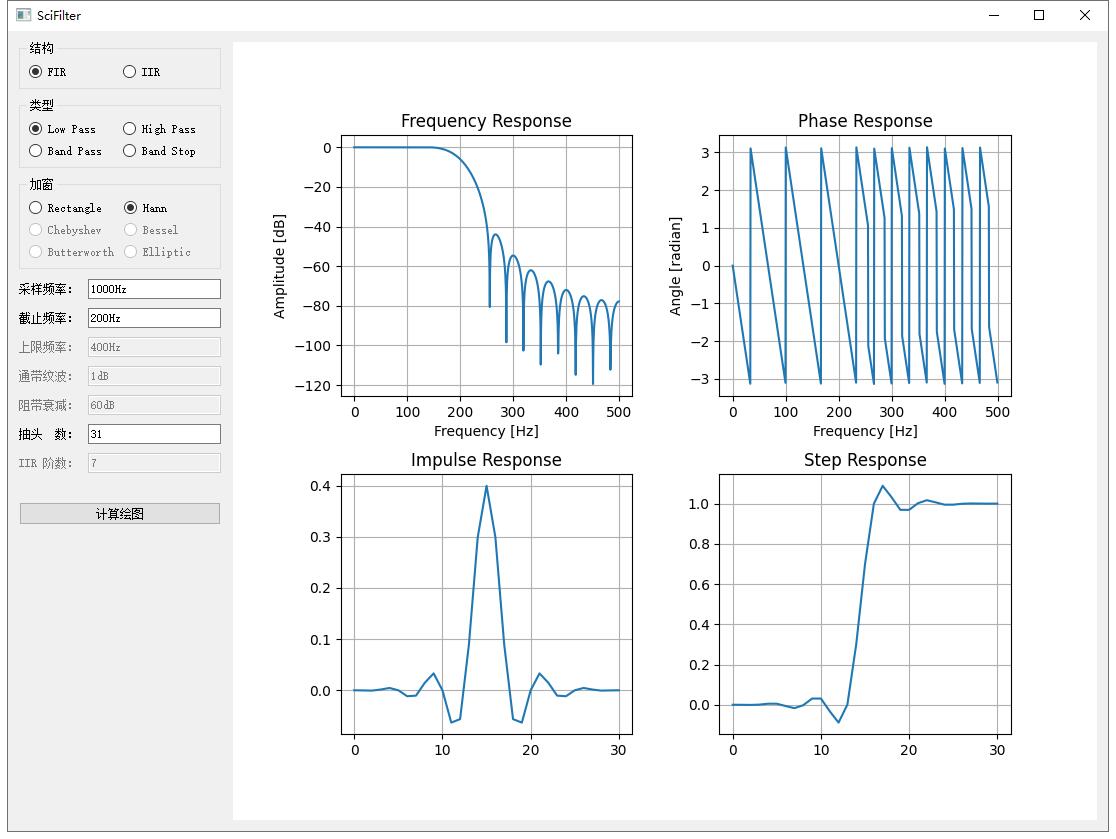 SciFilter
结构
FIR IIR
类型
Low Pass High Pass
Band Pass Band Stop
加窗
Rectangle Hann
Chebyshev Bessel
Butterworth Elliptic
采样频率: 1000Hz
截止频率: 200Hz
上限频率: 400Hz
通带纹波: 1dB
阻带衰减: 60dB
抽头 数: 31
IIR 阶数: 7
计算绘图
Frequency Response
0
−20
−40
−60
−80
−100
−120
Amplitude [dB]
0 100 200 300 400 500
Frequency [Hz]
Phase Response
3
2
1
0
−1
−2
−3
Angle [radian]
0 100 200 300 400 500
Frequency [Hz]
Impulse Response
0.4
0.3
0.2
0.1
0.0
0 10 20 30
Step Response
1.0
0.8
0.6
0.4
0.2
0.0
0 10 20 30